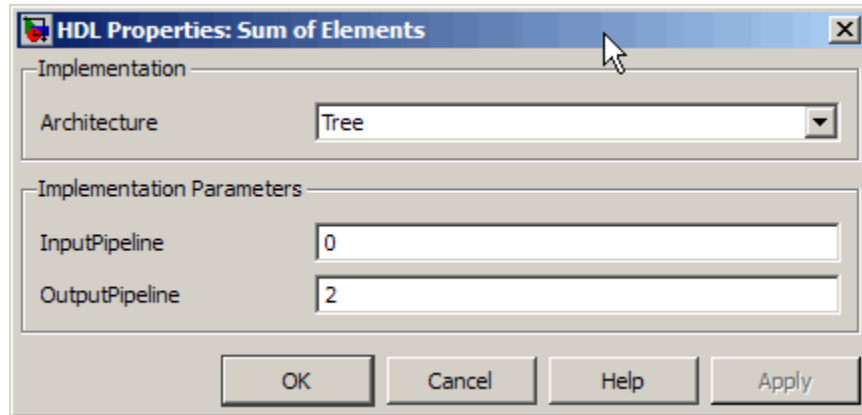 HDL Properties: Sum of Elements
Implementation
Architecture Tree
Implementation Parameters
InputPipeline 0
OutputPipeline 2
OK Cancel Help Apply